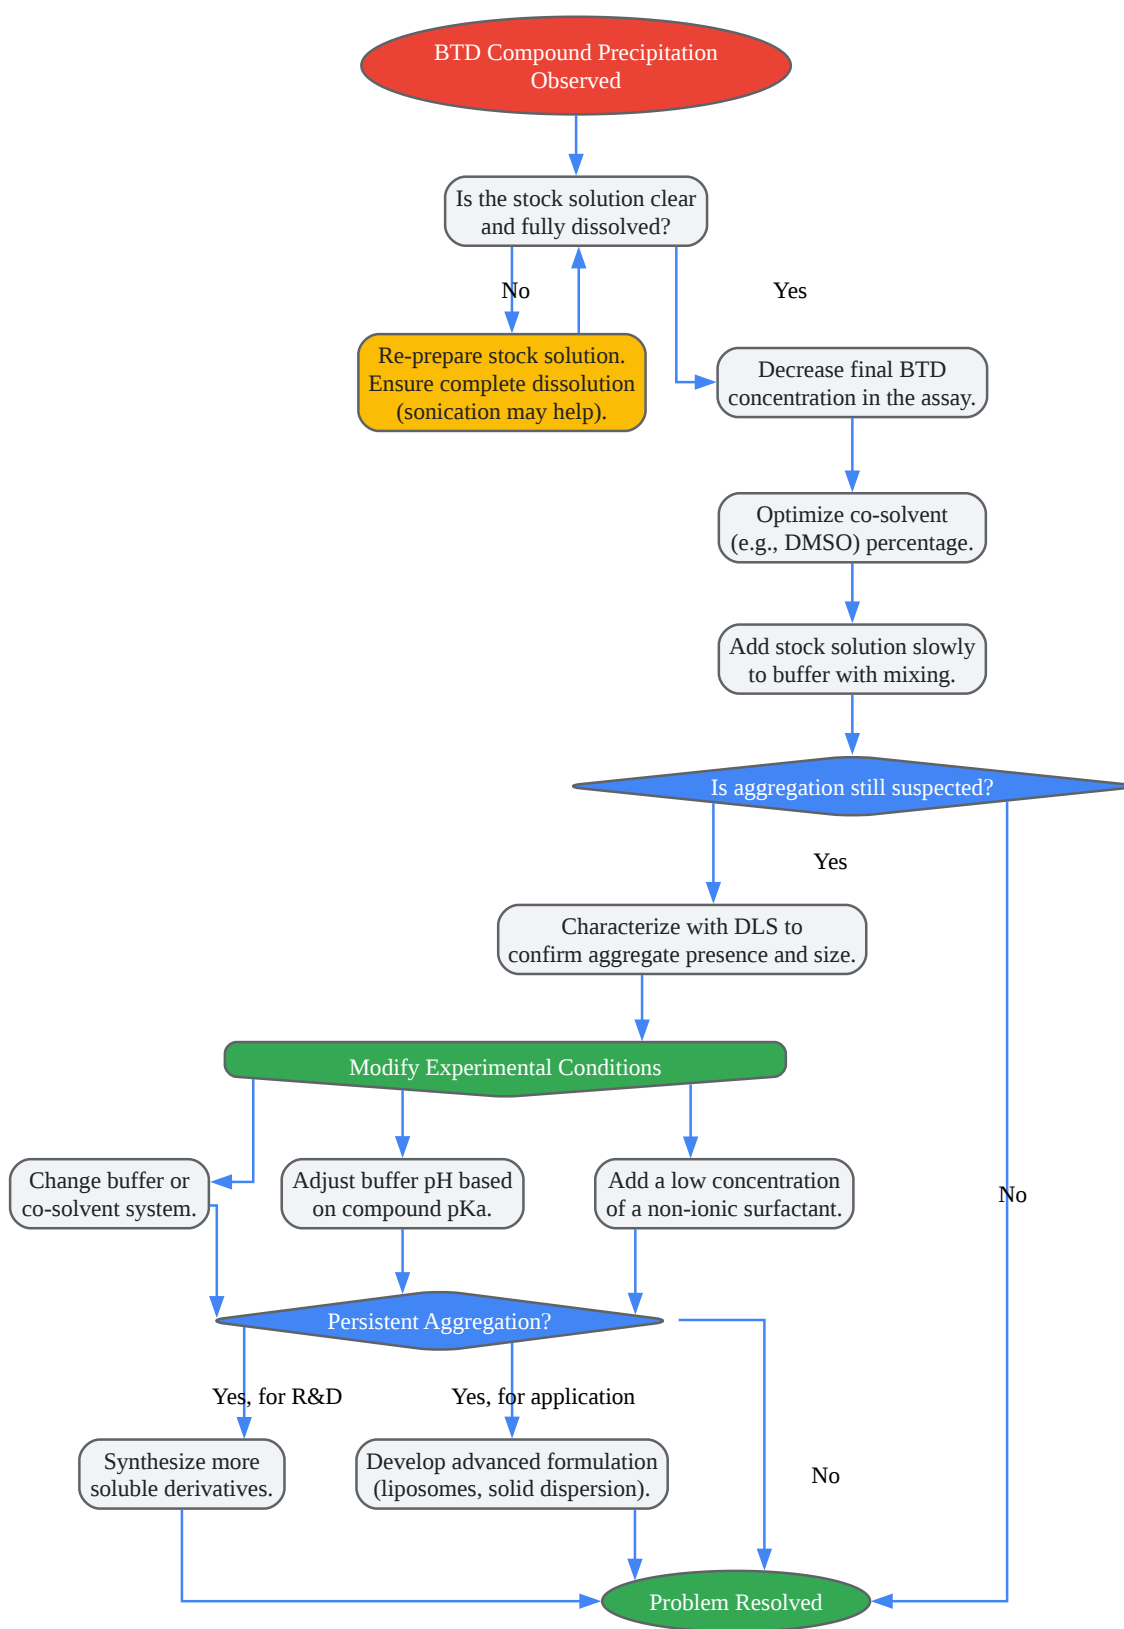 BTD Compound Precipitation
Observed
Is the stock solution clear
and fully dissolved?
No
Yes
Re-prepare stock solution.
Ensure complete dissolution
(sonication may help).
Decrease final BTD
concentration in the assay.
Optimize co-solvent
(e.g., DMSO) percentage.
Add stock solution slowly
to buffer with mixing.
Is aggregation still suspected?
Yes
Characterize with DLS to
confirm aggregate presence and size.
Modify Experimental Conditions
Change buffer or
co-solvent system.
Adjust buffer pH based
on compound pKa.
Add a low concentration
of a non-ionic surfactant.
No
Persistent Aggregation?
Yes, for R&D
Yes, for application
Synthesize more
soluble derivatives.
Develop advanced formulation
(liposomes, solid dispersion).
No
Problem Resolved